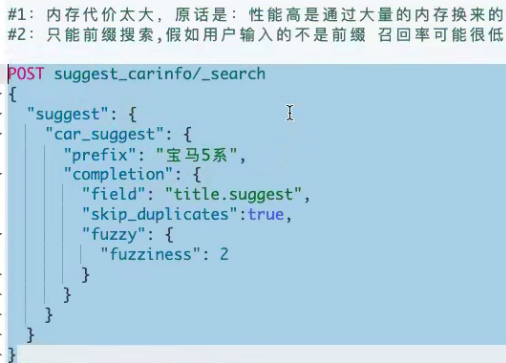 #1: 内存代价太大, 原话是: 性能高是通过大量的内存换来的
#2: 只能前缀搜索,假如用户输入的不是前缀 召回率可能很低
POST suggest_carinfo/_search
{
  "suggest": {
    "car_suggest": {
      "prefix": "宝马5系",
      "completion": {
        "field": "title.suggest",
        "skip_duplicates":true,
        "fuzzy": {
          "fuzziness": 2
        }
      }
    }
  }
}